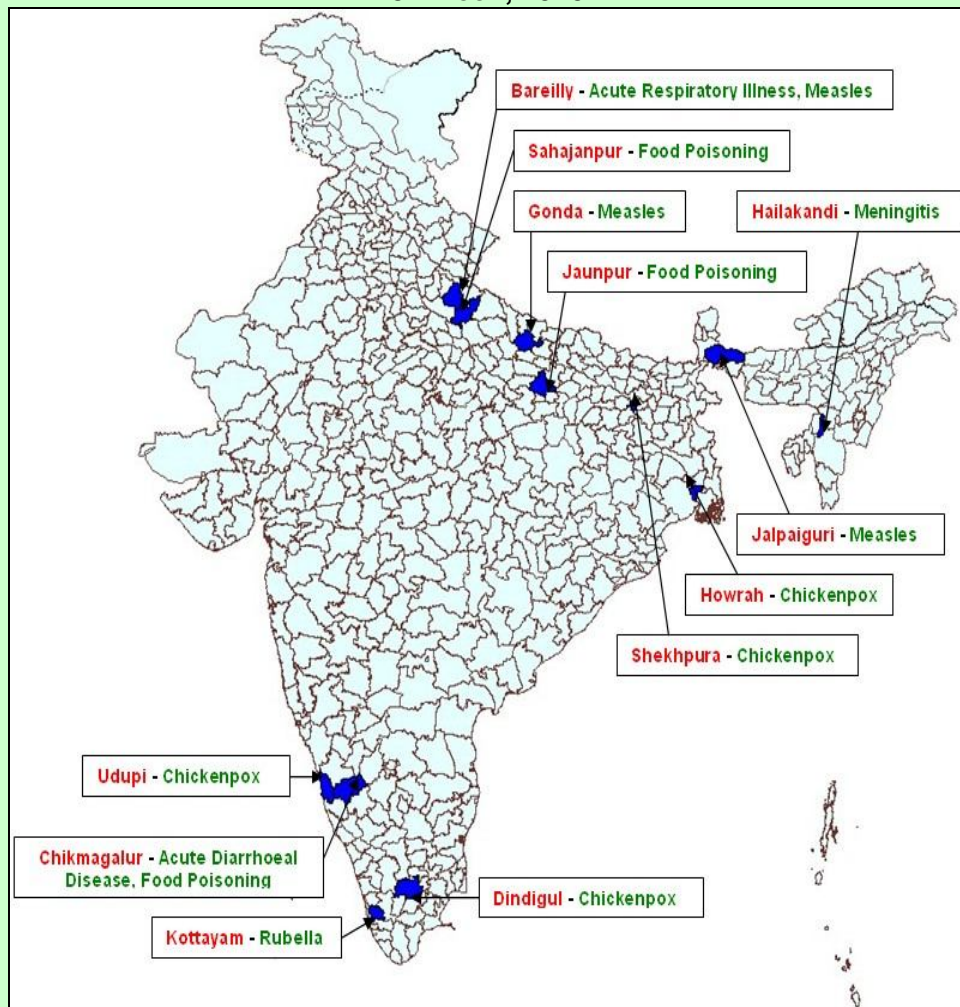 Bareilly - Acute Respiratory Illness, Measles
Sahajanpur - Food Poisoning
Gonda - Measles
Hailakandi - Meningitis
Jaunpur - Food Poisoning
Jalpaiguri - Measles
Howrah - Chickenpox
Shekhpura - Chickenpox
Udupi - Chickenpox
Chikmagalur - Acute Diarrhoeal
Disease, Food Poisoning
Dindigul - Chickenpox
Kottayam - Rubella